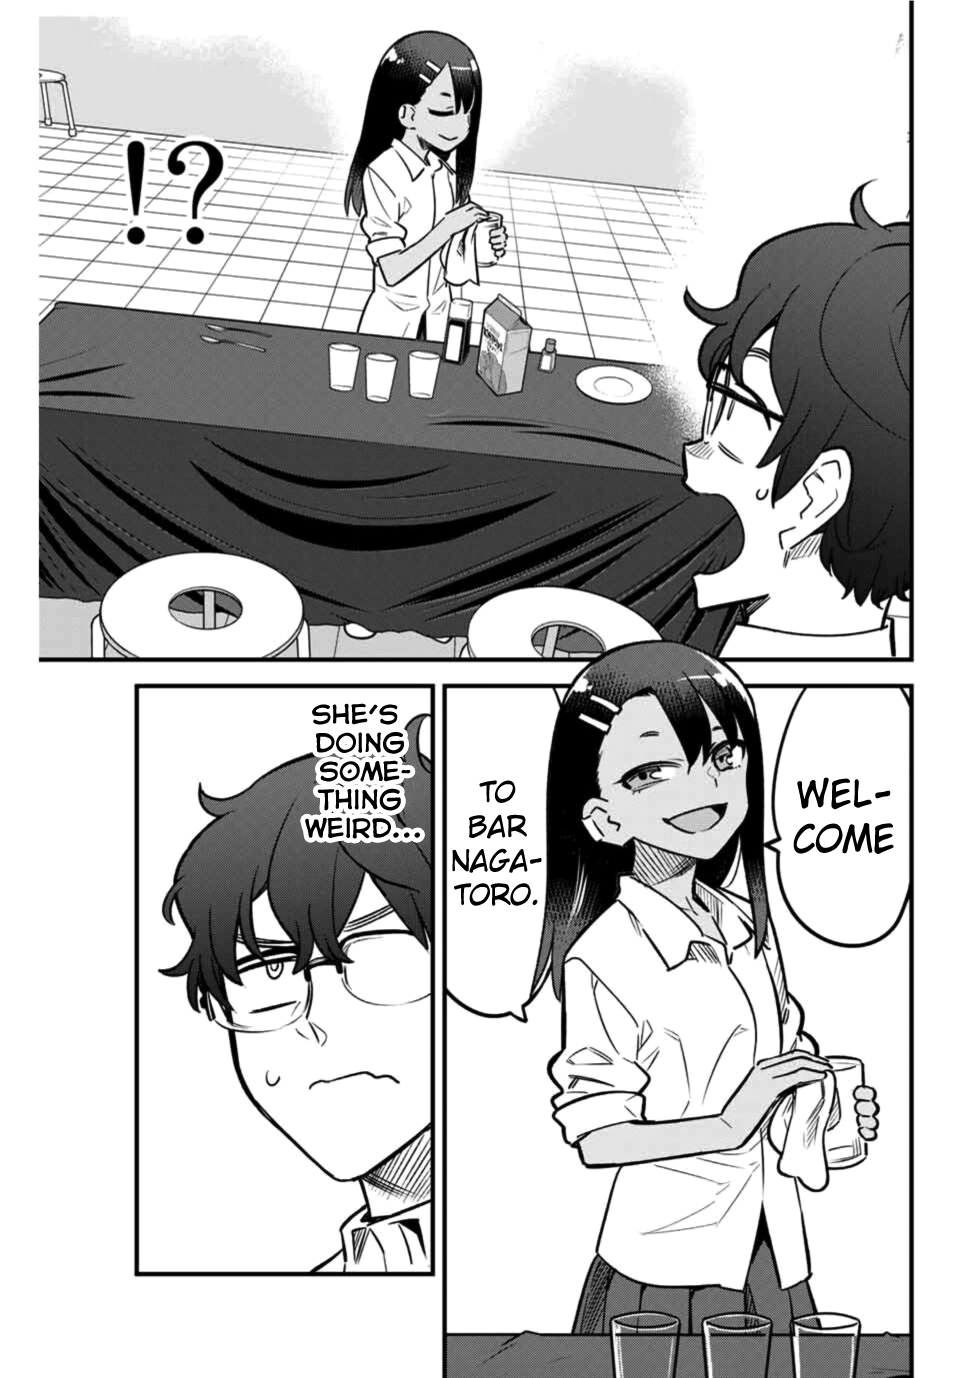 !?
WEL-
COME
TO
BAR
NAGA-
TORO.
SHE'S
DOING
SOME-
THING
WEIRD...